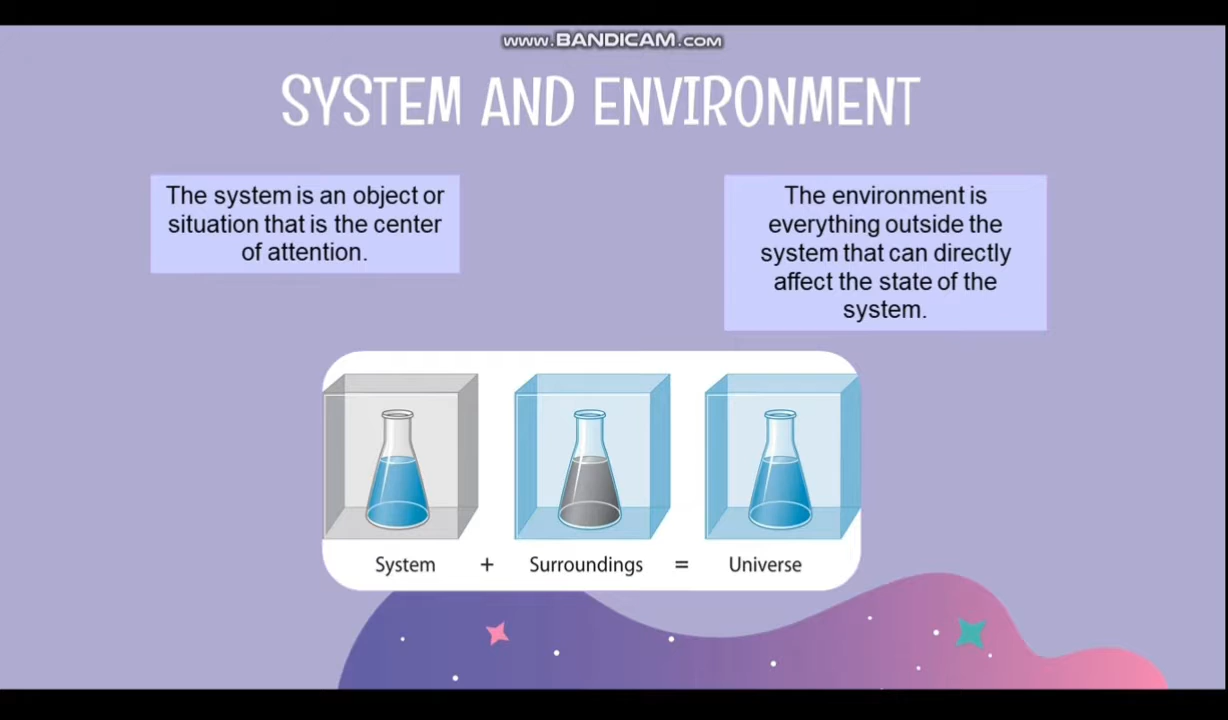 www.BANDICAM.com
SYSTEM AND ENVIRONMENT
The system is an object or
situation that is the center
of attention.
The environment is
everything outside the
system that can directly
affect the state of the
system.
System + Surroundings = Universe